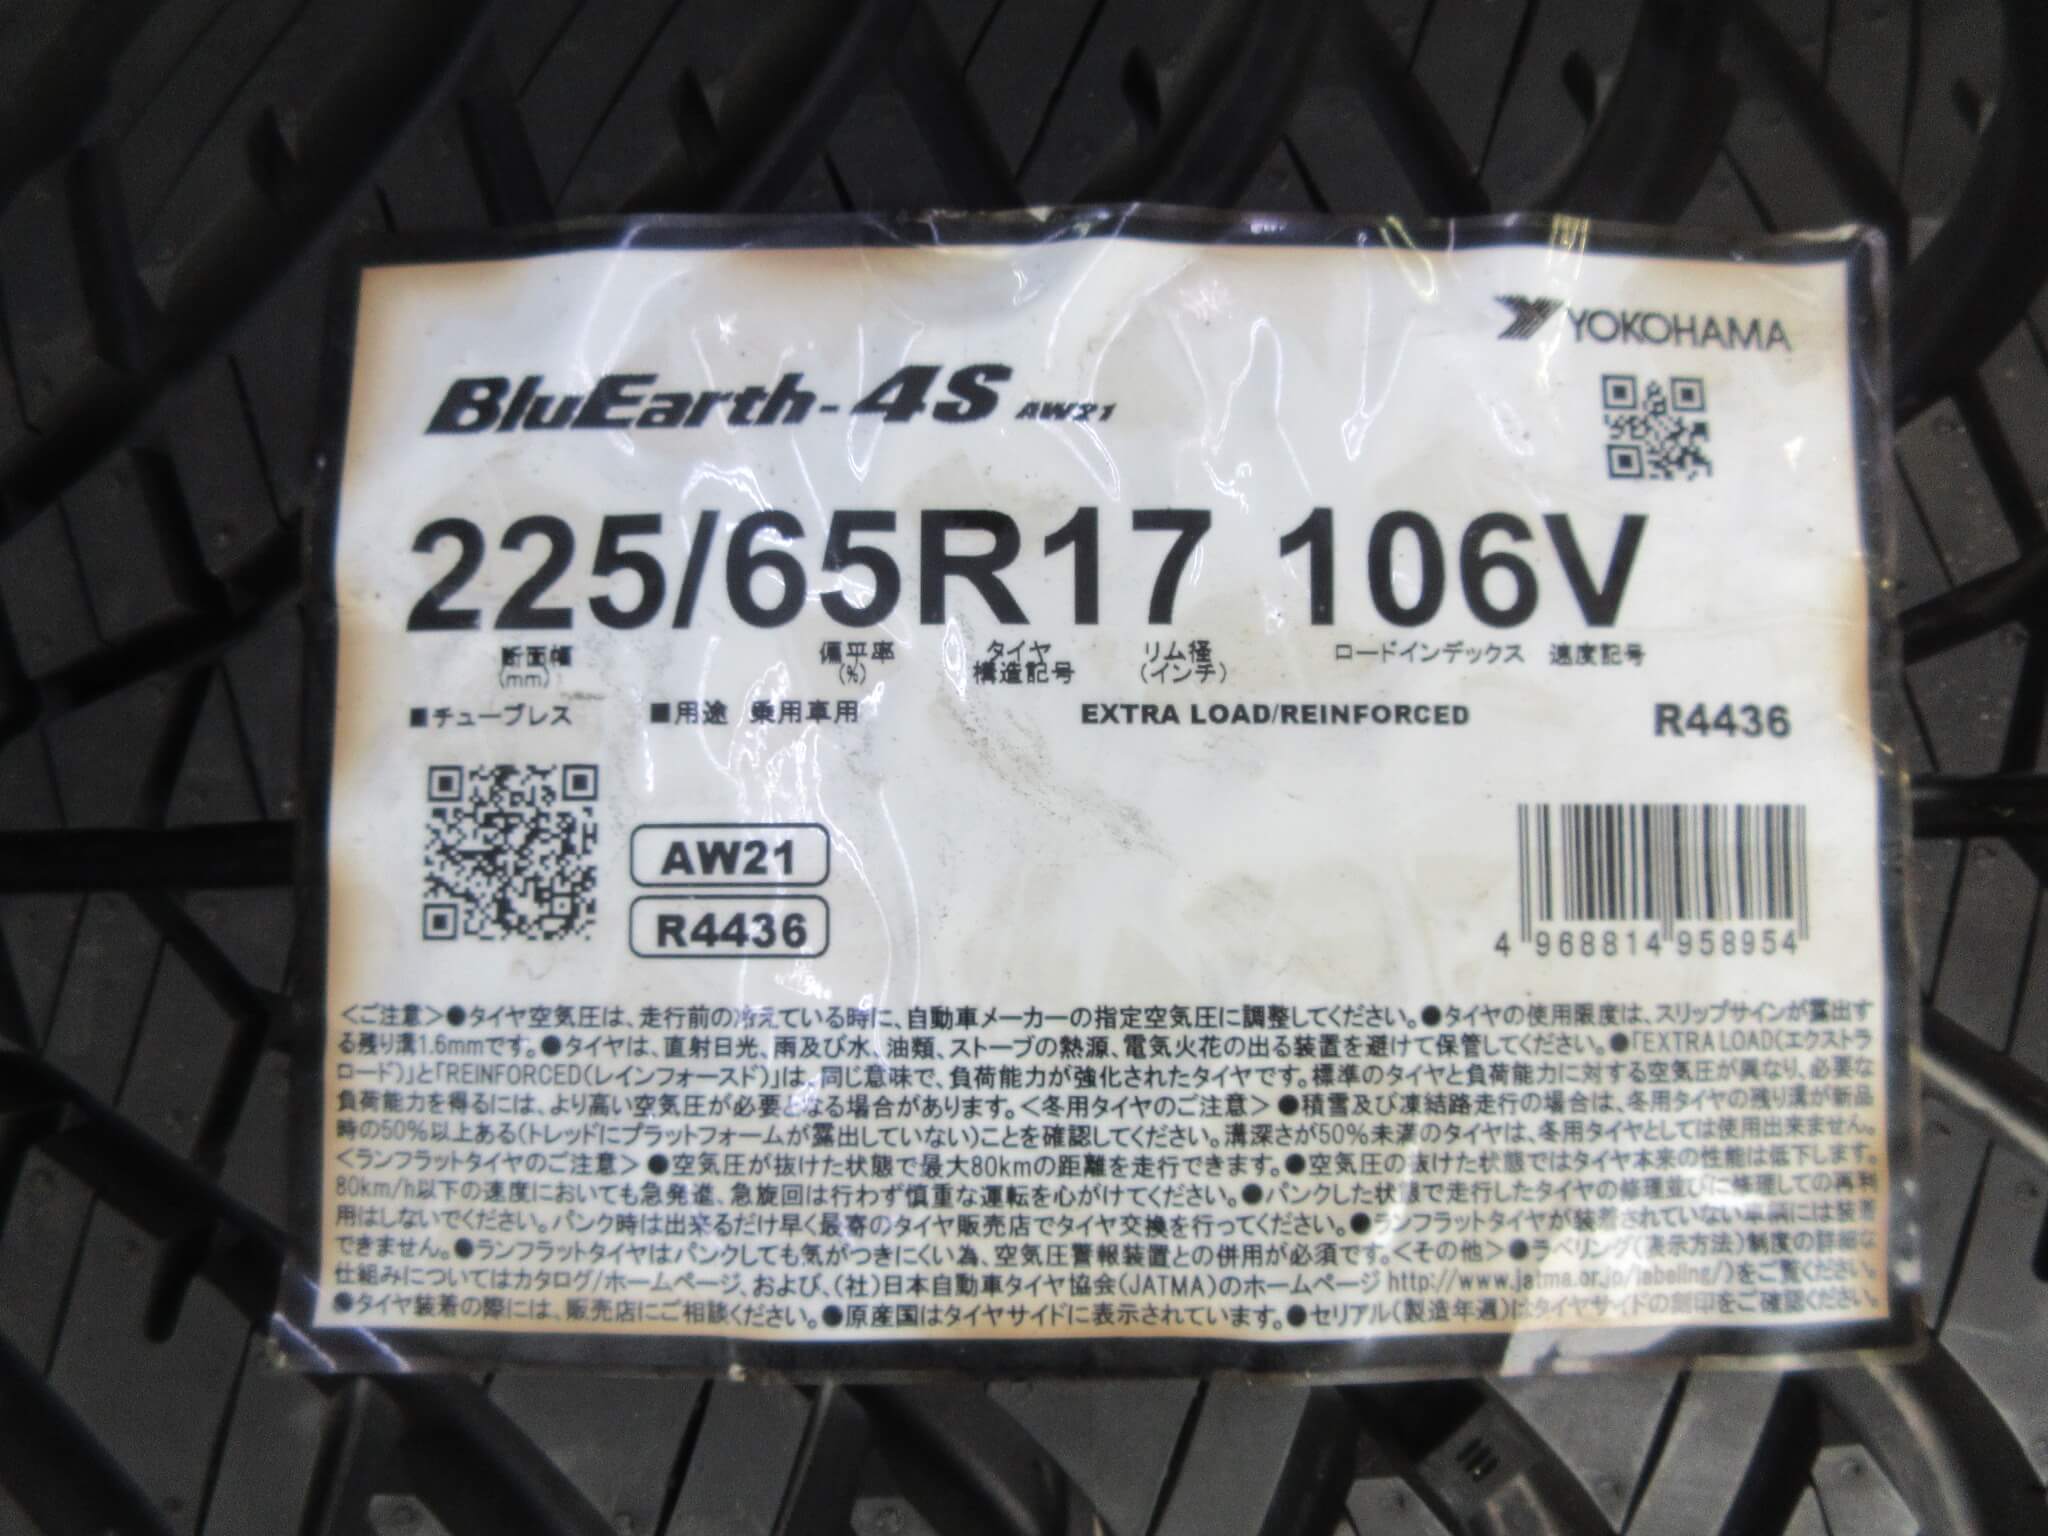 YOKOHAMA
BluEarth-4S AW21
225/65R17 106V
断面幅 偏平率 タイヤ リム径 ロードインデックス 速度記号
(mm) (%) 構造記号 (インチ)
■チューブレス ■用途 乗用車用 EXTRA LOAD/REINFORCED R4436
AW21
R4436
4 968814 958954
<ご注意>●タイヤ空気圧は、走行前の冷えている時に、自動車メーカーの指定空気圧に調整してください。●タイヤの使用限度は、スリップサインが露出す
る残り溝1.6mmです。●タイヤは、直射日光、雨及び水、油類、ストーブの熱源、電気火花の出る装置を避けて保管してください。●「EXTRA LOAD(エクストラ
ロード)」と「REINFORCED(レインフォースド)」は、同じ意味で、負荷能力が強化されたタイヤです。標準のタイヤと負荷能力に対する空気圧が異なり、必要な
負荷能力を得るには、より高い空気圧が必要となる場合があります。<冬用タイヤのご注意>●積雪及び凍結路走行の場合は、冬用タイヤの残り溝が新品
時の50%以上ある(トレッドにプラットフォームが露出していない)ことを確認してください。溝深さが50%未満のタイヤは、冬用タイヤとしては使用出来ません。
<ランフラットタイヤのご注意>●空気圧が抜けた状態で最大80kmの距離を走行できます。●空気圧の抜けた状態ではタイヤ本来の性能は低下します。
80km/h以下の速度においても急発進、急旋回は行わず慎重な運転を心がけてください。●パンクした状態で走行したタイヤの修理並びに修理しての再利
用はしないでください。パンク時は出来るだけ早く最寄のタイヤ販売店でタイヤ交換を行ってください。●ランフラットタイヤが装着されていない車輌には装着
できません。●ランフラットタイヤはパンクしても気がつきにくい為、空気圧警報装置との併用が必須です。<その他>●ラベリング(表示方法)制度の詳細な
仕組みについてはカタログ/ホームページ、および、(社)日本自動車タイヤ協会(JATMA)のホームページ http://www.jatma.or.jp/labeling/)をご覧ください。
●タイヤ装着の際には、販売店にご相談ください。●原産国はタイヤサイドに表示されています。●セリアル(製造年週)はタイヤサイドの刻印をご確認ください。